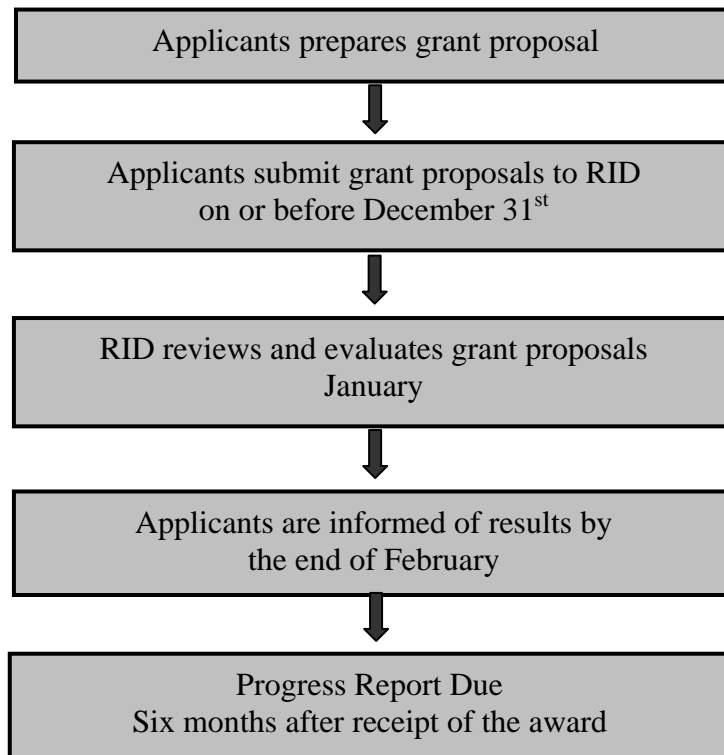 Applicants prepares grant proposal
Applicants submit grant proposals to RID
on or before December 31st
RID reviews and evaluates grant proposals
January
Applicants are informed of results by
the end of February
Progress Report Due
Six months after receipt of the award